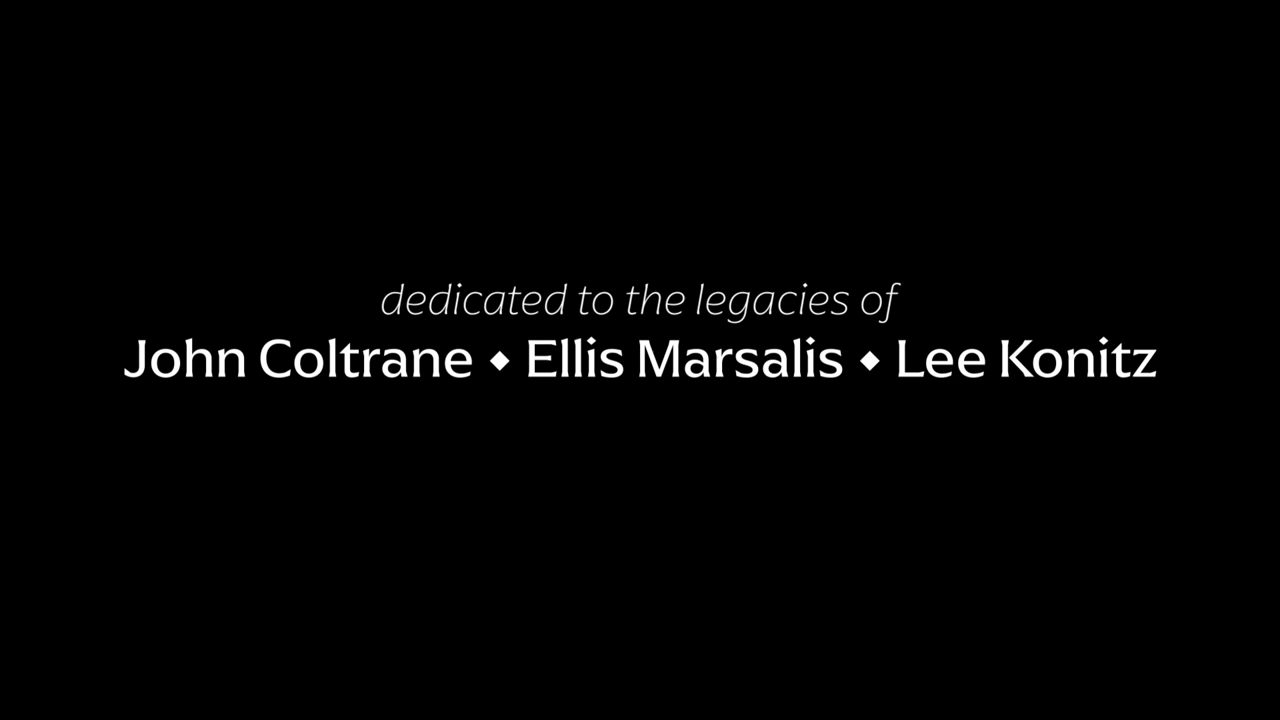 dedicated to the legacies of
John Coltrane ◆ Ellis Marsalis ◆ Lee Konitz